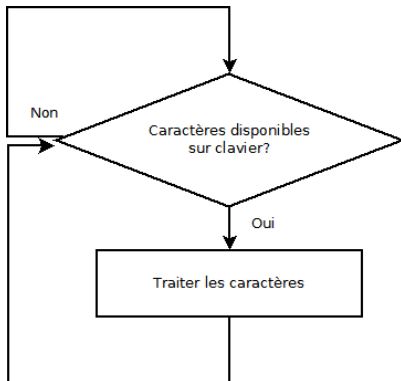 Non
Caractères disponibles
sur clavier?
Oui
Traiter les caractères